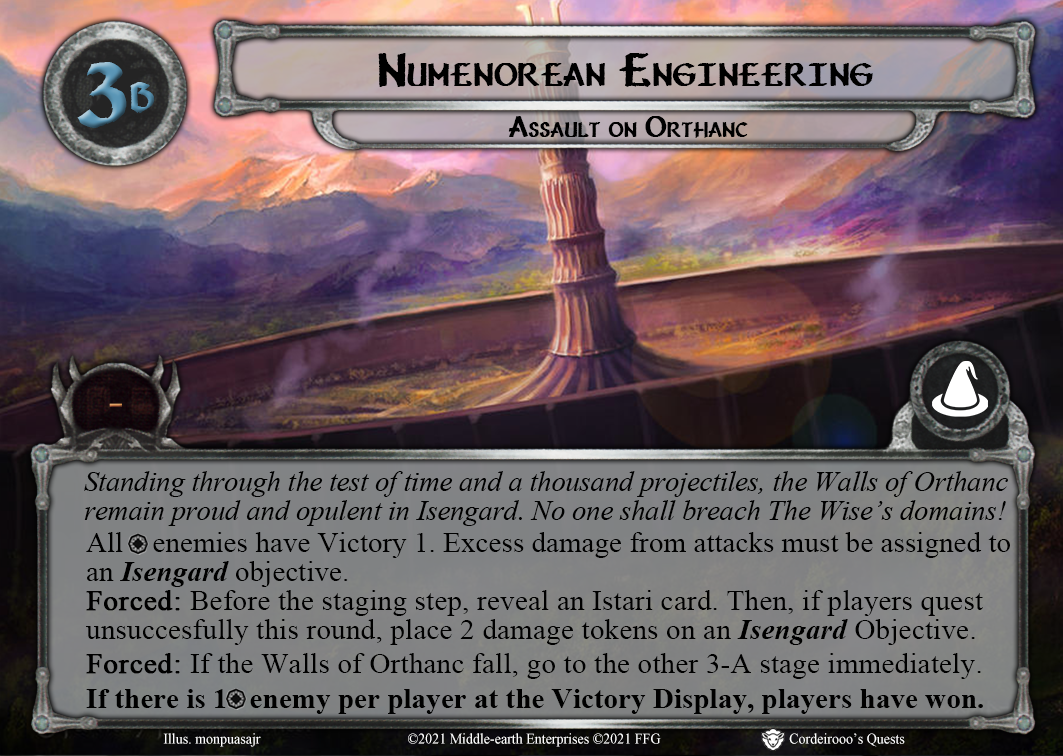 3B
Numenorean Engineering
Assault on Orthanc
-
Standing through the test of time and a thousand projectiles, the Walls of Orthanc
remain proud and opulent in Isengard. No one shall breach The Wise's domains!
All enemies have Victory 1. Excess damage from attacks must be assigned to
an Isengard objective.
Forced: Before the staging step, reveal an Istari card. Then, if players quest
unsuccesfully this round, place 2 damage tokens on an Isengard Objective.
Forced: If the Walls of Orthanc fall, go to the other 3-A stage immediately.
If there is 1 enemy per player at the Victory Display, players have won.
Illus. monpuasajr ©2021 Middle-earth Enterprises ©2021 FFG Cordeirooo's Quests